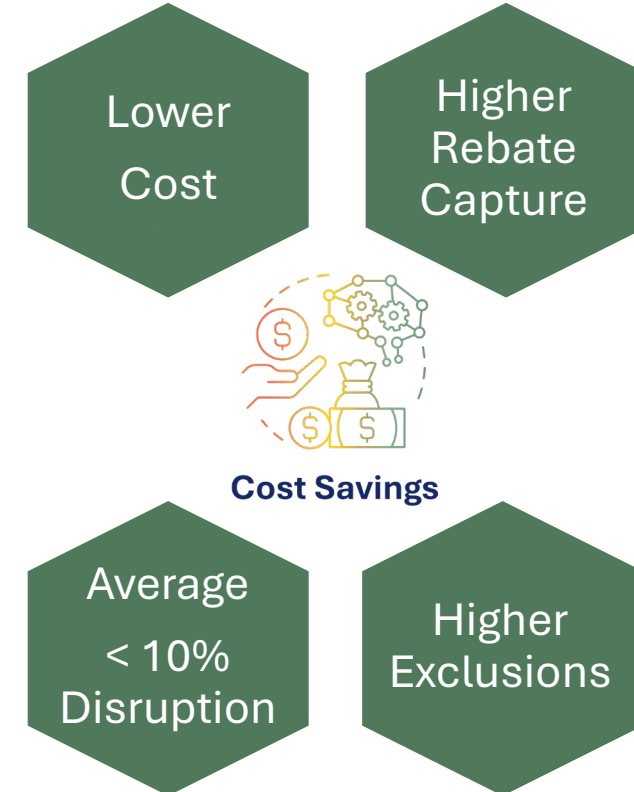 Lower
Cost
Higher
Rebate
Capture
$
$
$
Cost Savings
Average
< 10%
Disruption
Higher
Exclusions